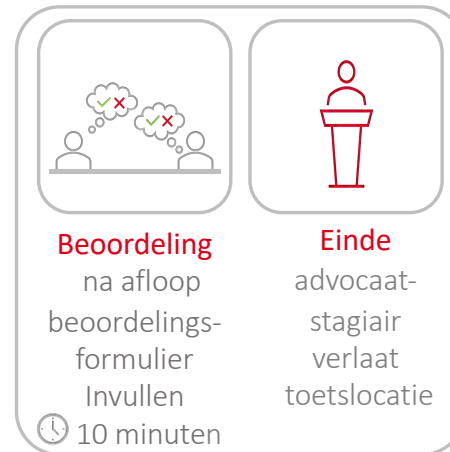 Beoordeling
na afloop
beoordelings-
formulier
Invullen
10 minuten
Einde
advocaat-
stagiair
verlaat
toetslocatie